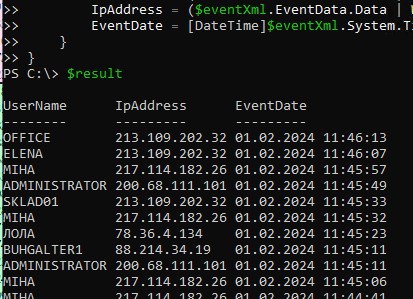 >>         IpAddress = ($eventXml.EventData.Data |
>>         EventDate = [DateTime]$eventXml.System.Ti
>>     }
>> }
PS C:\> $result
UserName      IpAddress      EventDate
--------      ---------      ---------
OFFICE        213.109.202.32 01.02.2024 11:46:13
ELENA         213.109.202.32 01.02.2024 11:46:07
MIHA          217.114.182.26 01.02.2024 11:45:57
ADMINISTRATOR 200.68.111.101 01.02.2024 11:45:49
SKLAD01       213.109.202.32 01.02.2024 11:45:33
MIHA          217.114.182.26 01.02.2024 11:45:32
ЛОЛА          78.36.4.134    01.02.2024 11:45:23
BUHGALTER1    88.214.34.19   01.02.2024 11:45:11
ADMINISTRATOR 200.68.111.101 01.02.2024 11:45:11
MIHA          217.114.182.26 01.02.2024 11:45:06
MIHA          217.114.182.26 01.02.2024 11:44:41